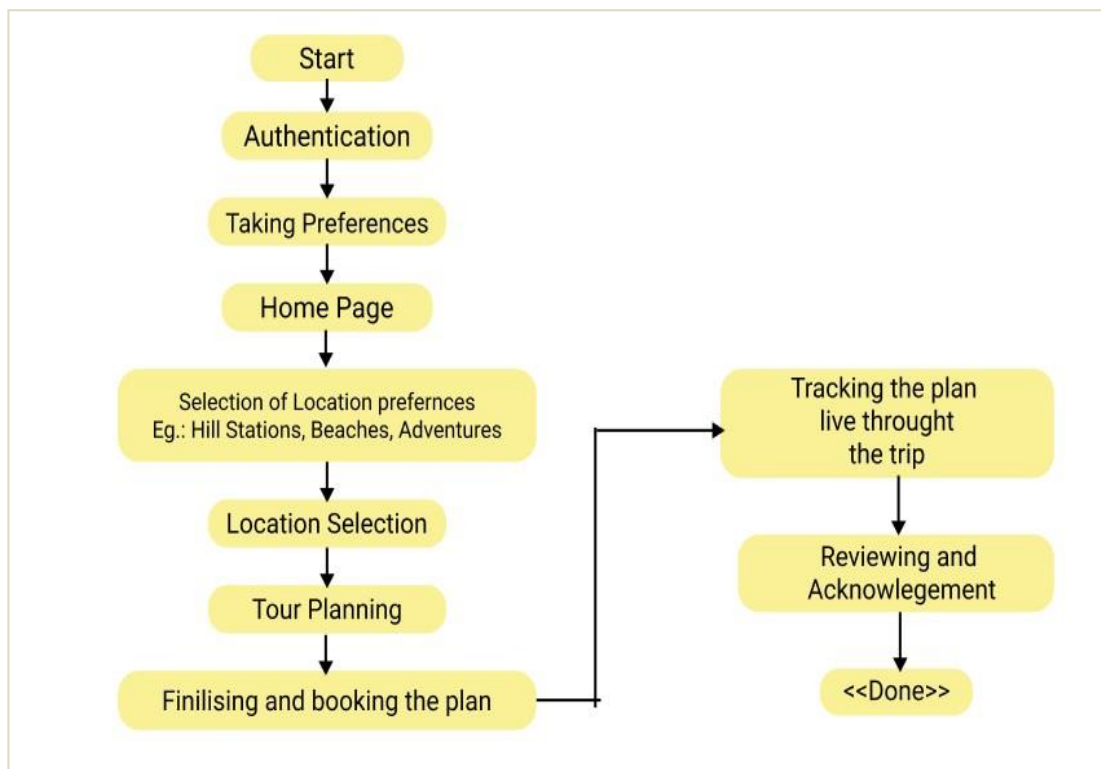 Start
Authentication
Taking Preferences
Home Page
Selection of Location prefernces
Eg.: Hill Stations, Beaches, Adventures
Location Selection
Tour Planning
Finilising and booking the plan
Tracking the plan
live throught
the trip
Reviewing and
Acknowlegement
<<Done>>